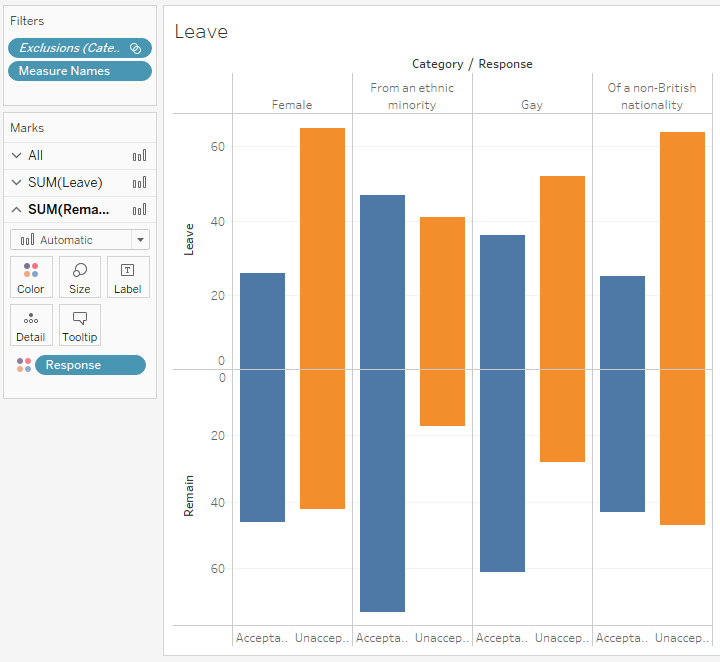 Filters
Exclusions (Cate..
Measure Names
Marks
All
SUM(Leave)
SUM(Rema...
Automatic
Color
Size
Label
Detail
Tooltip
Response
Leave
Category / Response
Female
From an ethnic
minority
Gay
Of a non-British
nationality
Leave
60
40
20
0
Remain
0
20
40
60
Accepta..
Unaccep..
Accepta..
Unaccep..
Accepta..
Unaccep..
Accepta..
Unaccep..